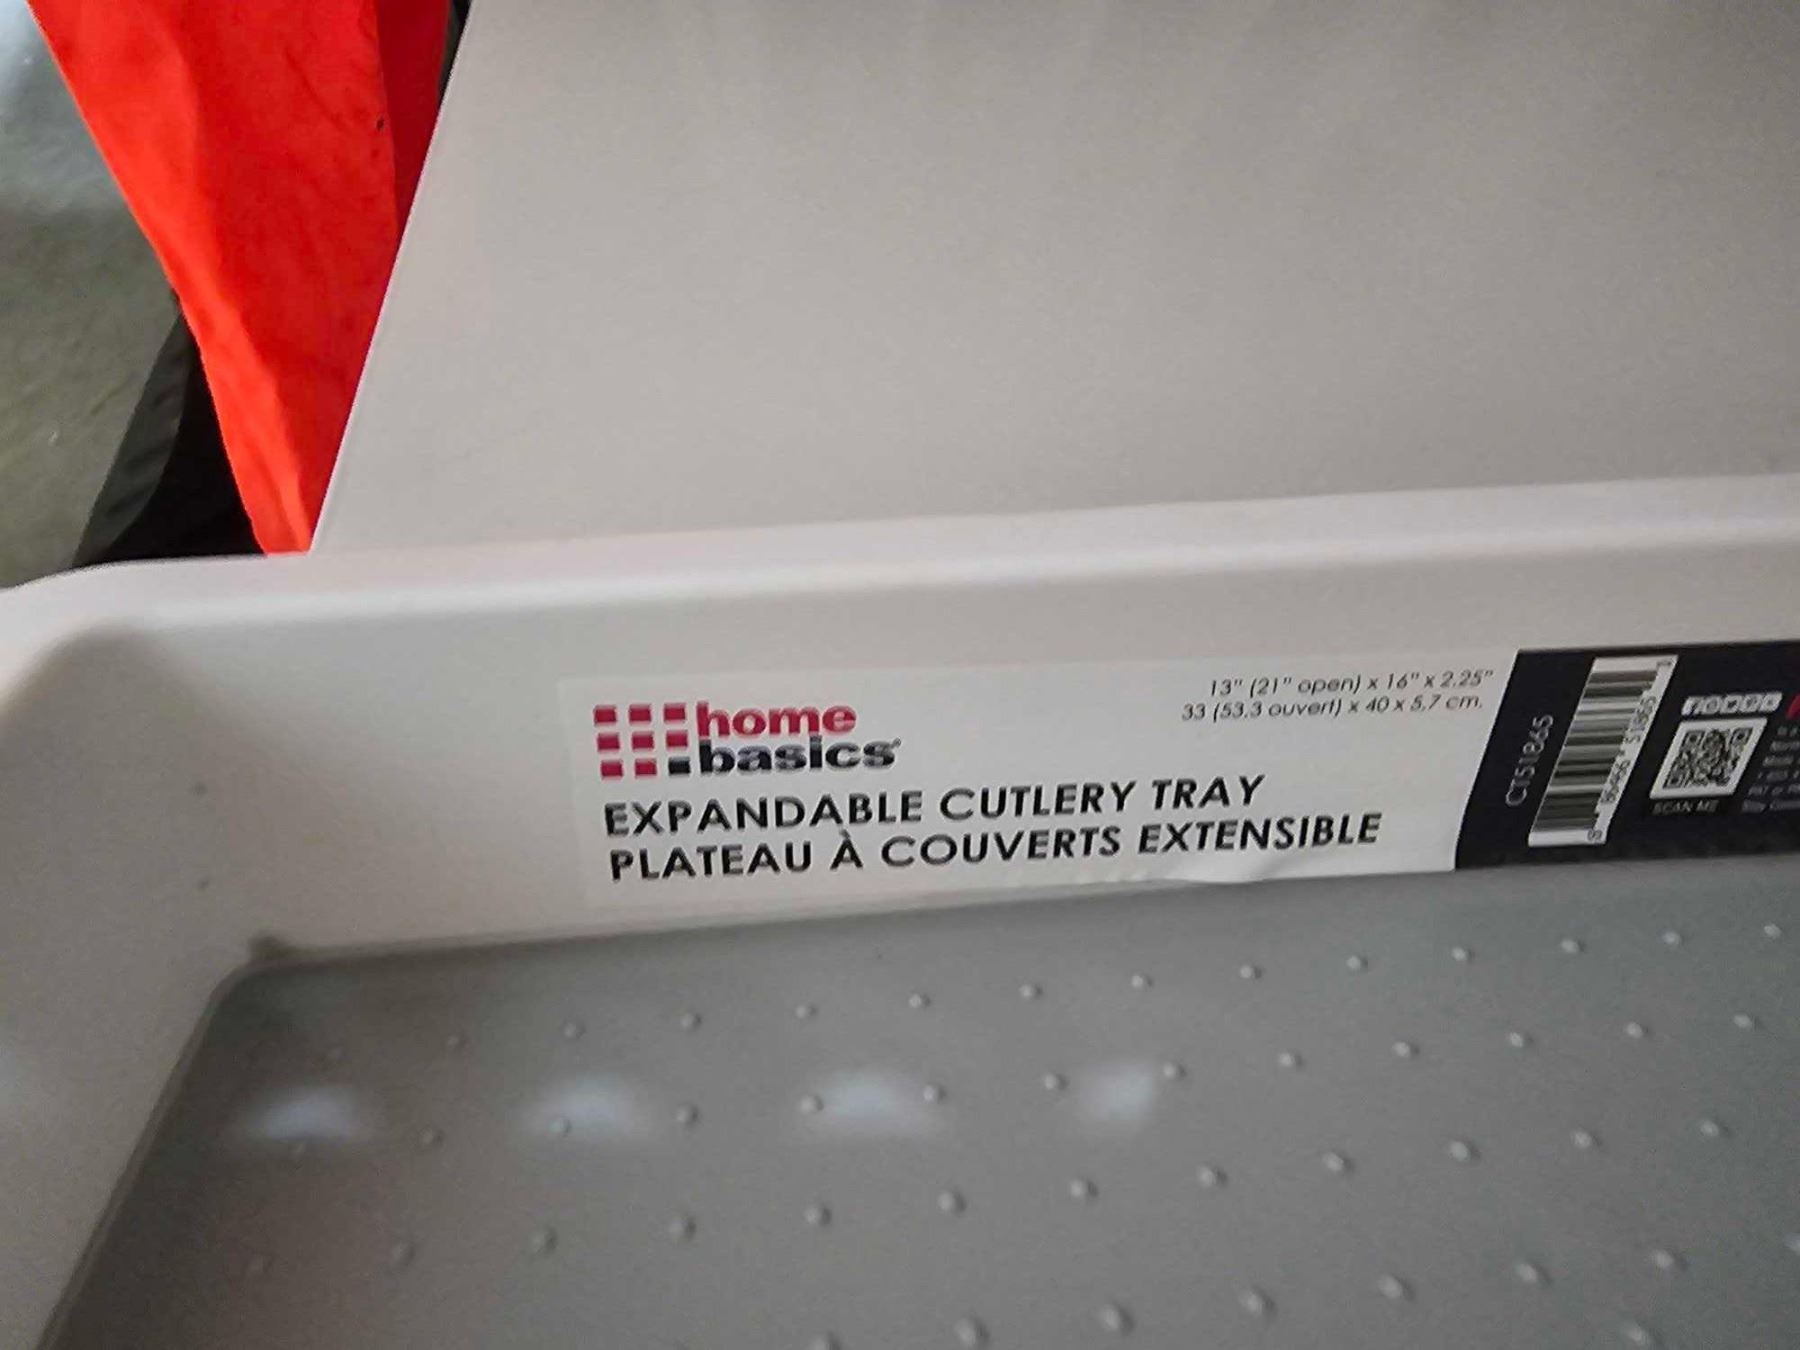 home
basics
13" (21" open) x 16" x 2.25"
33 (53,3 ouvert) x 40 x 5,7 cm.
EXPANDABLE CUTLERY TRAY
PLATEAU À COUVERTS EXTENSIBLE
CT51865
SCAN ME